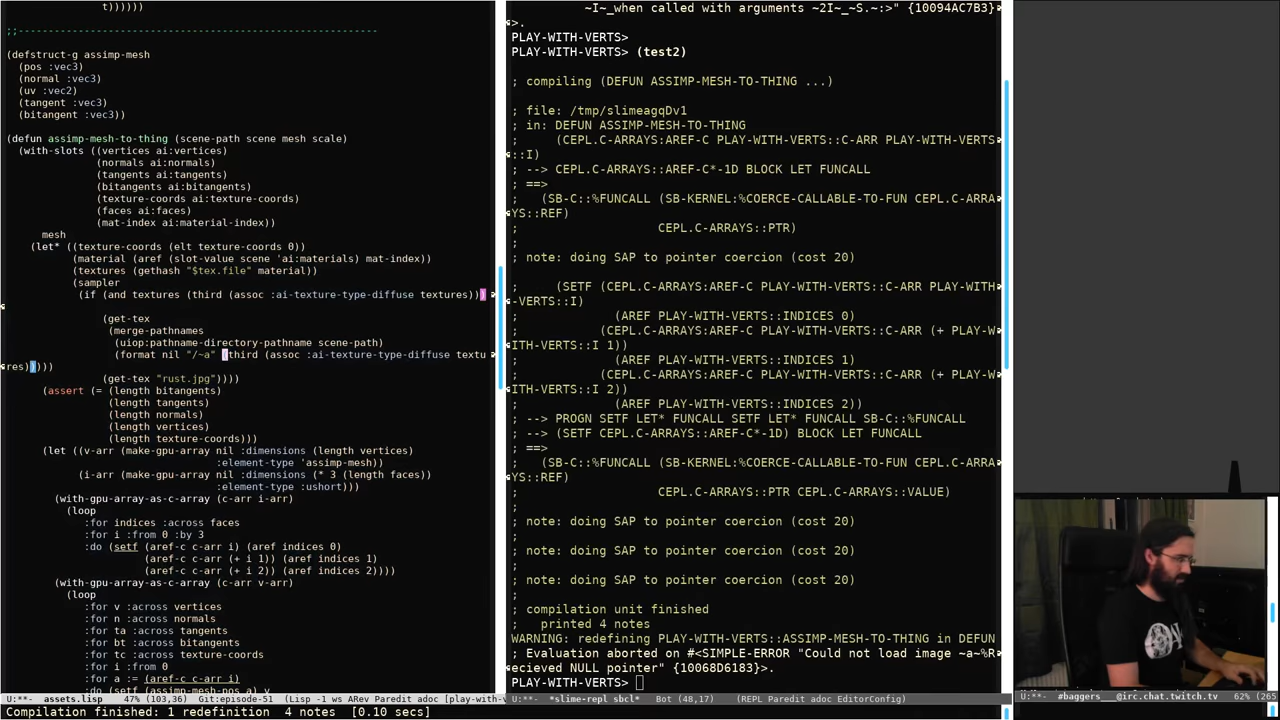 t))))))
;;----------------------------------------------------------------
(defstruct-g assimp-mesh
(pos :vec3)
(normal :vec3)
(uv :vec2)
(tangent :vec3)
(bitangent :vec3))
(defun assimp-mesh-to-thing (scene-path scene mesh scale)
(with-slots ((vertices ai:vertices)
(normals ai:normals)
(tangents ai:tangents)
(bitangents ai:bitangents)
(texture-coords ai:texture-coords)
(faces ai:faces)
(mat-index ai:material-index))
mesh
(let* ((texture-coords (elt texture-coords 0))
(material (aref (slot-value scene 'ai:materials) mat-index))
(textures (gethash "$tex.file" material))
(sampler
(if (and textures (third (assoc :ai-texture-type-diffuse textures)))
(get-tex
(merge-pathnames
(uiop:pathname-directory-pathname scene-path)
(format nil "/~a" (third (assoc :ai-texture-type-diffuse textu
res))))))
(get-tex "rust.jpg"))))
(assert (= (length bitangents)
(length tangents)
(length normals)
(length vertices)
(length texture-coords)))
(let ((v-arr (make-gpu-array nil :dimensions (length vertices)
:element-type 'assimp-mesh))
(i-arr (make-gpu-array nil :dimensions (* 3 (length faces))
:element-type :ushort)))
(with-gpu-array-as-c-array (c-arr i-arr)
(loop
:for indices :across faces
:for i :from 0 :by 3
:do (setf (aref-c c-arr i) (aref indices 0)
(aref-c c-arr (+ i 1)) (aref indices 1)
(aref-c c-arr (+ i 2)) (aref indices 2))))
(with-gpu-array-as-c-array (c-arr v-arr)
(loop
:for v :across vertices
:for n :across normals
:for ta :across tangents
:for bt :across bitangents
:for tc :across texture-coords
:for i :from 0
:for a := (aref-c c-arr i)
:do (setf (assimp-mesh-pos a) v
U:**- assets.lisp 47% (103,36) Git:episode-51 (Lisp -1 ws ARev Paredit adoc [play-with-v
Compilation finished: 1 redefinition 4 notes [0.10 secs]
~I~_when called with arguments ~2I~_~S.~:>" {10094AC7B3}
>.
PLAY-WITH-VERTS>
PLAY-WITH-VERTS> (test2)
; compiling (DEFUN ASSIMP-MESH-TO-THING ...)
; file: /tmp/slimeagqDv1
; in: DEFUN ASSIMP-MESH-TO-THING
; (CEPL.C-ARRAYS:AREF-C PLAY-WITH-VERTS::C-ARR PLAY-WITH-VERTS
::I)
; --> CEPL.C-ARRAYS::AREF-C*-1D BLOCK LET FUNCALL
; ==>
; (SB-C::%FUNCALL (SB-KERNEL:%COERCE-CALLABLE-TO-FUN CEPL.C-ARRA
YS::REF)
; CEPL.C-ARRAYS::PTR)
;
; note: doing SAP to pointer coercion (cost 20)
; (SETF (CEPL.C-ARRAYS:AREF-C PLAY-WITH-VERTS::C-ARR PLAY-WITH
-VERTS::I)
; (AREF PLAY-WITH-VERTS::INDICES 0)
; (CEPL.C-ARRAYS:AREF-C PLAY-WITH-VERTS::C-ARR (+ PLAY-W
ITH-VERTS::I 1))
; (AREF PLAY-WITH-VERTS::INDICES 1)
; (CEPL.C-ARRAYS:AREF-C PLAY-WITH-VERTS::C-ARR (+ PLAY-W
ITH-VERTS::I 2))
; (AREF PLAY-WITH-VERTS::INDICES 2))
; --> PROGN SETF LET* FUNCALL SETF LET* FUNCALL SB-C::%FUNCALL
; --> (SETF CEPL.C-ARRAYS::AREF-C*-1D) BLOCK LET FUNCALL
; ==>
; (SB-C::%FUNCALL (SB-KERNEL:%COERCE-CALLABLE-TO-FUN CEPL.C-ARRA
YS::REF)
; CEPL.C-ARRAYS::PTR CEPL.C-ARRAYS::VALUE)
;
; note: doing SAP to pointer coercion (cost 20)
;
; note: doing SAP to pointer coercion (cost 20)
;
; note: doing SAP to pointer coercion (cost 20)
;
; compilation unit finished
; printed 4 notes
WARNING: redefining PLAY-WITH-VERTS::ASSIMP-MESH-TO-THING in DEFUN
; Evaluation aborted on #<SIMPLE-ERROR "Could not load image ~a~%R
ecieved NULL pointer" {10068D6183}>.
PLAY-WITH-VERTS>
U:**- *slime-repl sbcl* Bot (48,17) (REPL Paredit adoc EditorConfig)
U:**- #baggers___@irc.chat.twitch.tv 62% (265